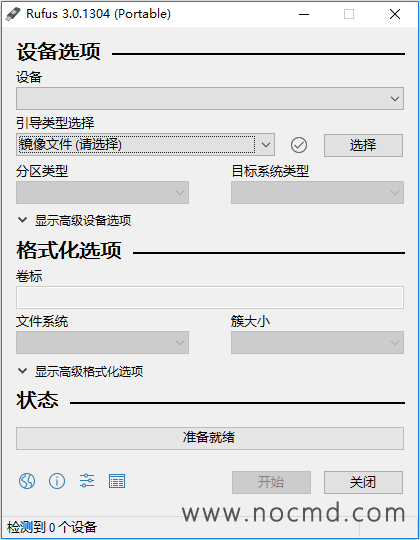 Rufus 3.0.1304 (Portable)
设备选项
设备
引导类型选择
镜像文件 (请选择)
选择
分区类型
目标系统类型
显示高级设备选项
格式化选项
卷标
文件系统
簇大小
显示高级格式化选项
状态
准备就绪
开始
关闭
www.nocmd.com
检测到 0 个设备